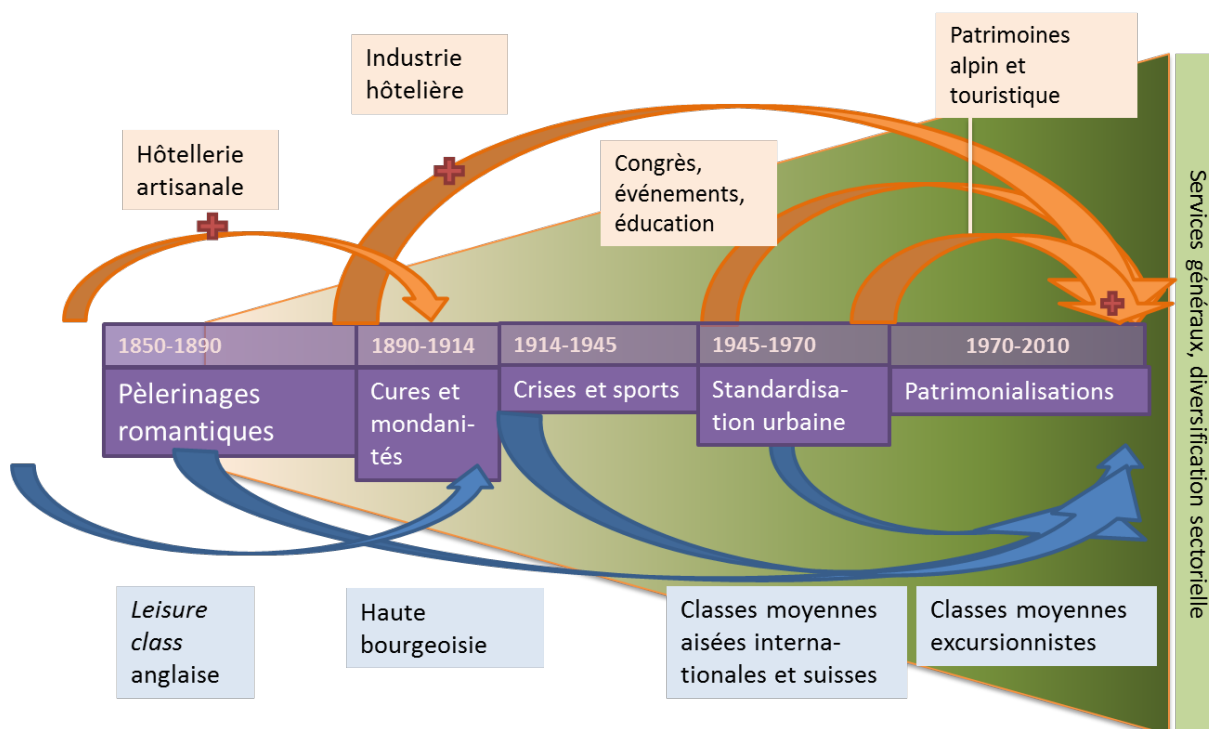 Industrie
hôtelière
Patrimoines
alpin et
touristique
Hôtellerie
artisanale
Congrès,
événements,
éducation
1850-1890
1890-1914
1914-1945
1945-1970
1970-2010
Pèlerinages
romantiques
Cures et
mondani-
tés
Crises et sports
Standardisa-
tion urbaine
Patrimonialisations
Leisure
class
anglaise
Haute
bourgeoisie
Classes moyennes
aisées interna-
tionales et suisses
Classes moyennes
excursionnistes
Services généraux, diversification sectorielle